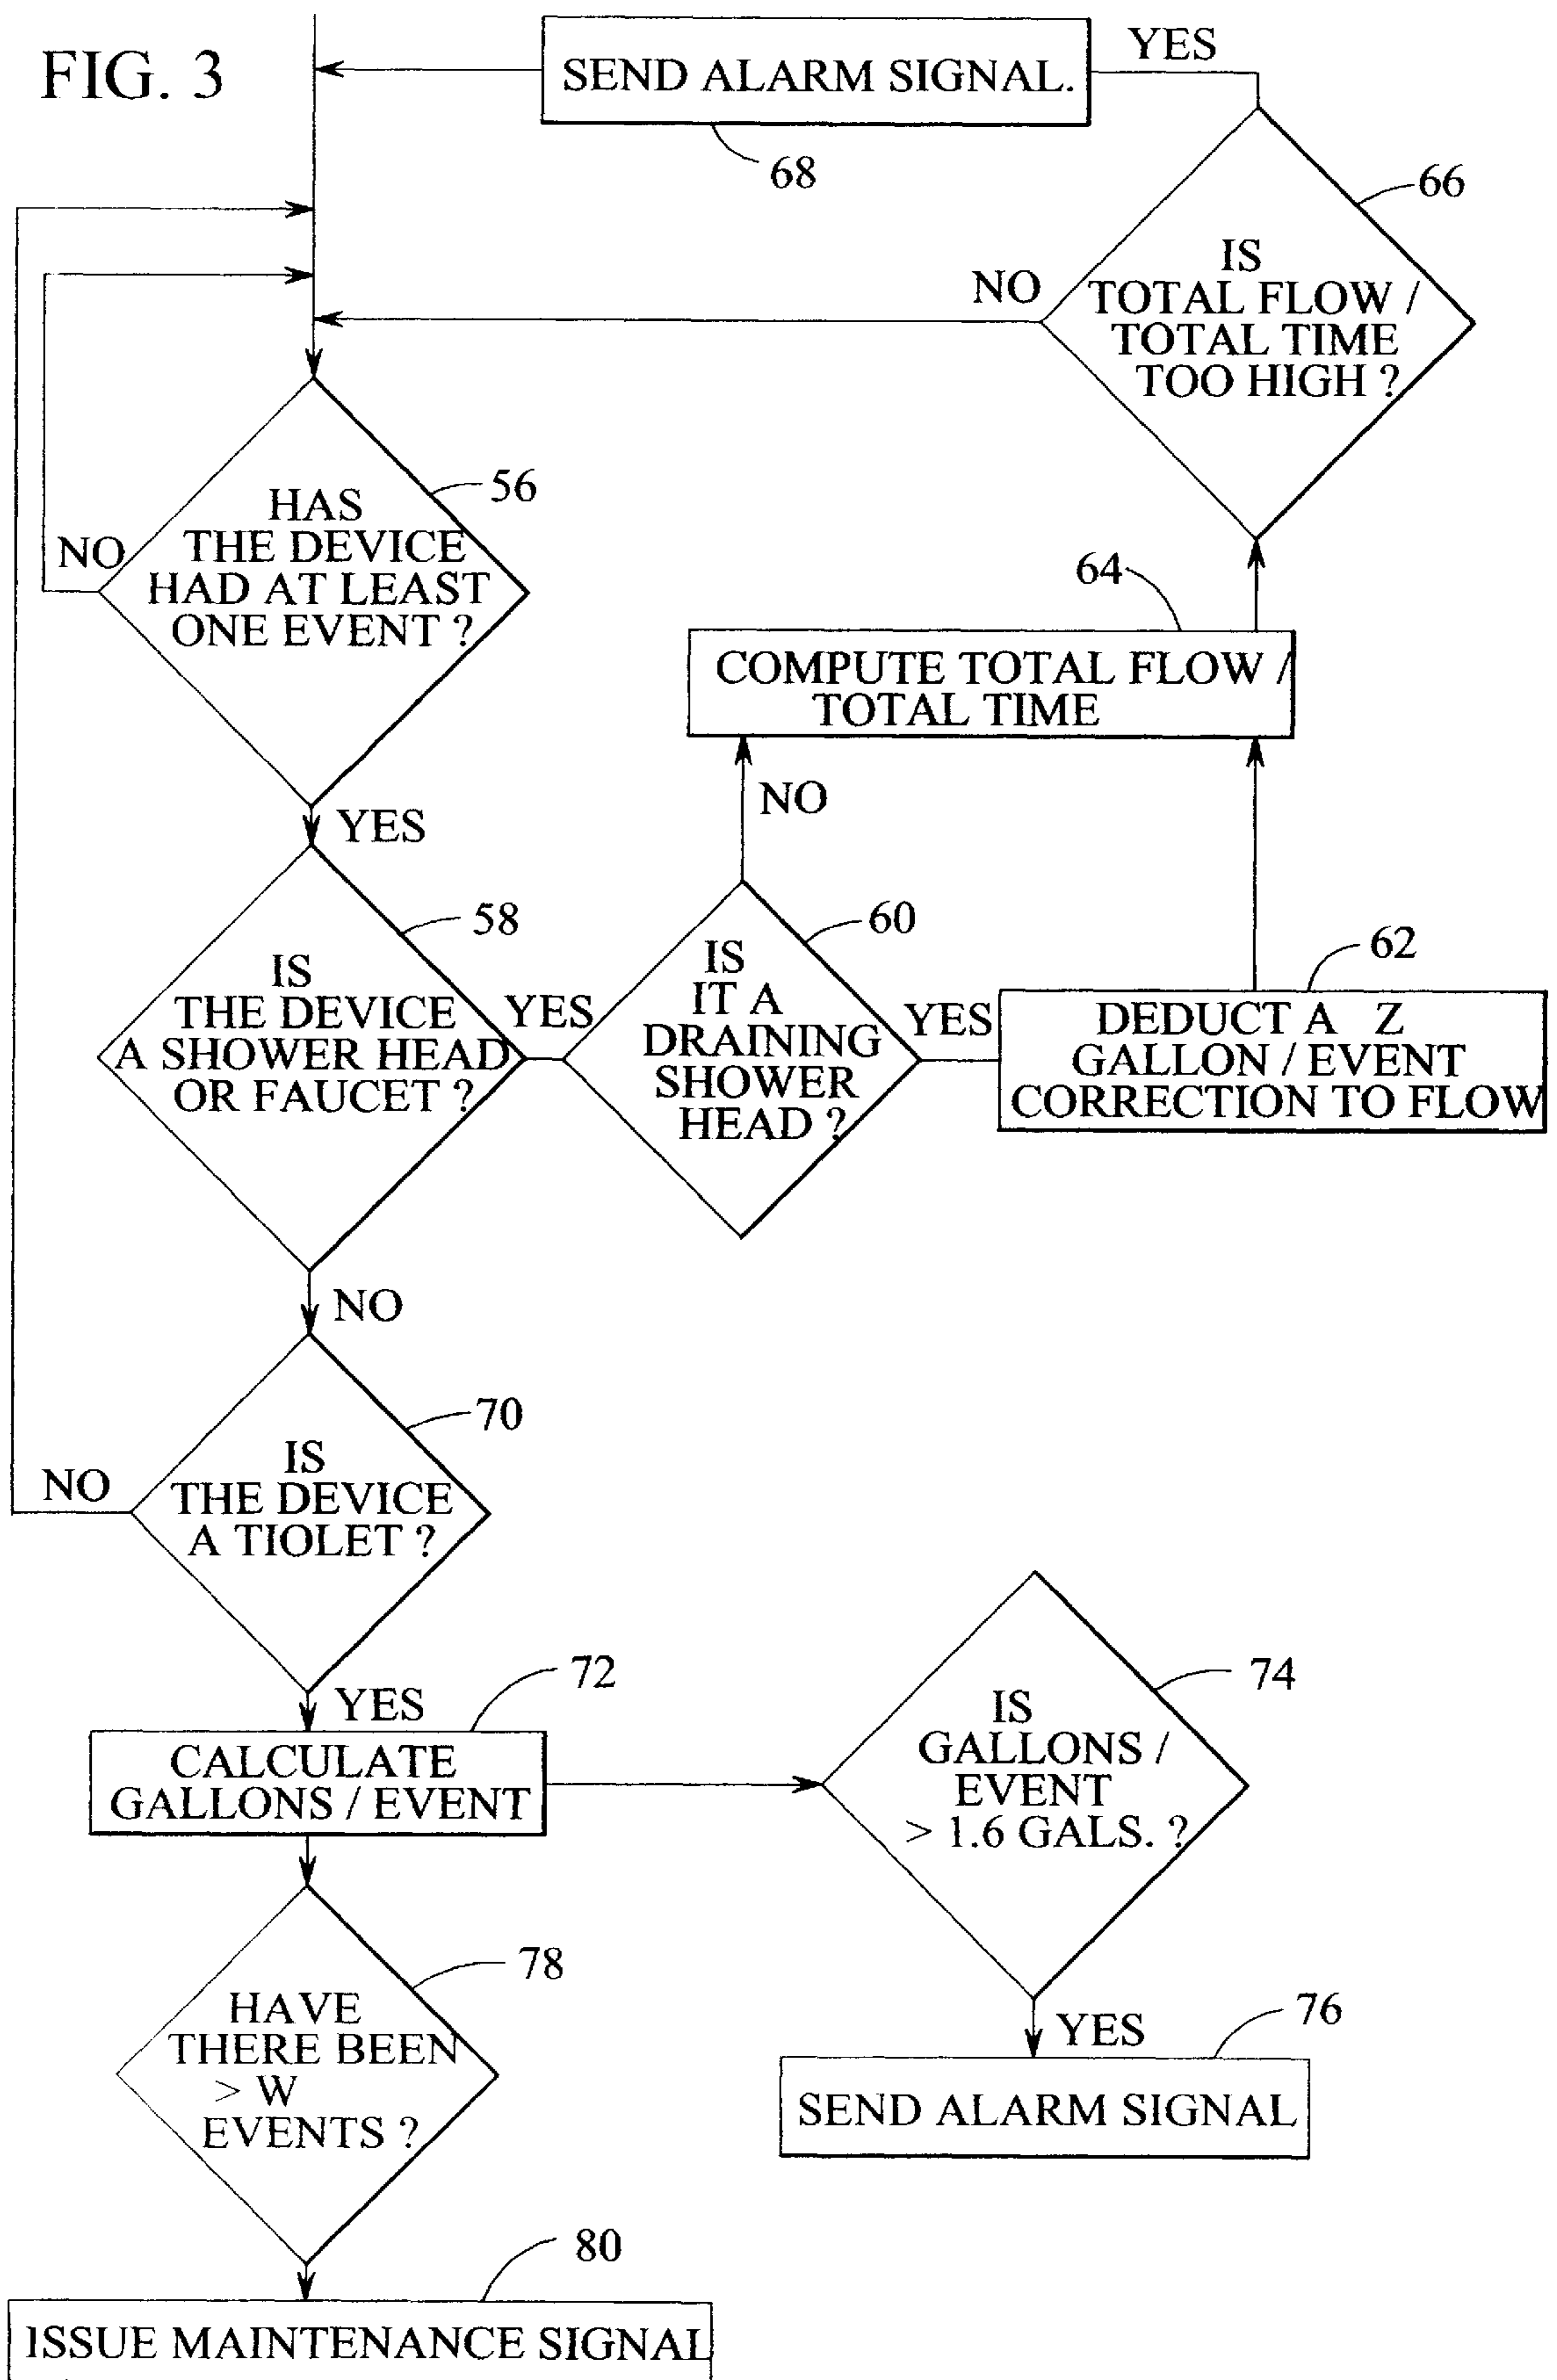 FIG. 3
SEND ALARM SIGNAL.
YES
68
66
IS
TOTAL FLOW /
TOTAL TIME
TOO HIGH ?
NO
HAS
THE DEVICE
HAD AT LEAST
ONE EVENT ?
56
NO
YES
64
COMPUTE TOTAL FLOW /
TOTAL TIME
NO
IS
THE DEVICE
A SHOWER HEAD
OR FAUCET ?
58
YES
IS
IT A
DRAINING
SHOWER
HEAD ?
60
YES
62
DEDUCT A Z
GALLON / EVENT
CORRECTION TO FLOW
NO
IS
THE DEVICE
A TIOLET ?
70
NO
YES
72
CALCULATE
GALLONS / EVENT
IS
GALLONS /
EVENT
> 1.6 GALS. ?
74
YES
76
SEND ALARM SIGNAL
HAVE
THERE BEEN
> W
EVENTS ?
78
80
ISSUE MAINTENANCE SIGNAL